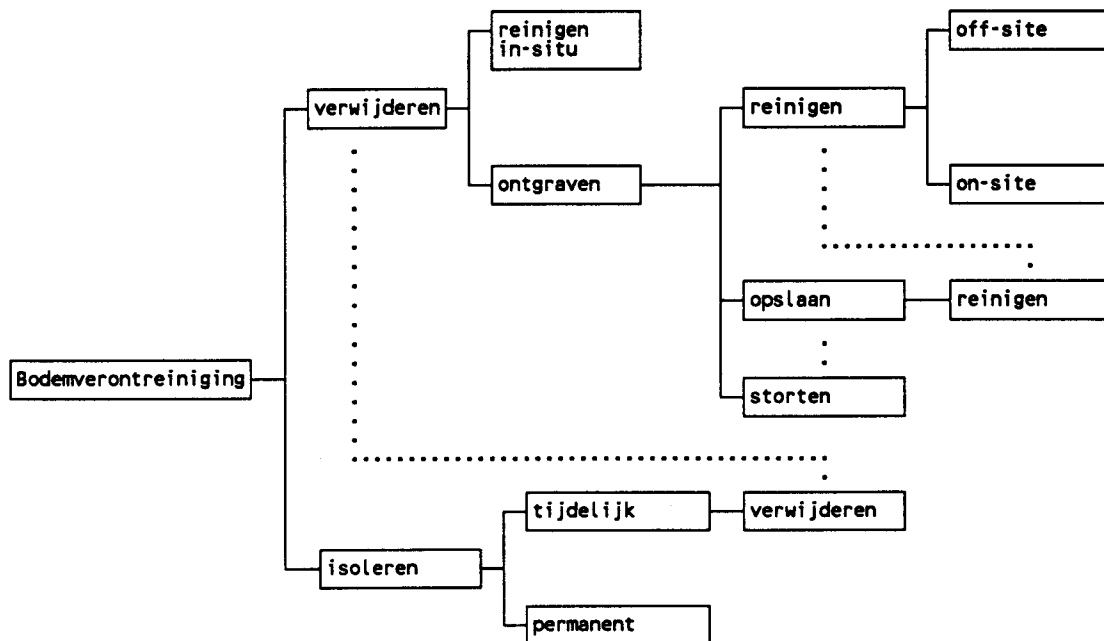 reinigen
in-situ
off-site
verwijderen
reinigen
ontgraven
on-site
opslaan
reinigen
Bodemverontreiniging
storten
tijdelijk
verwijderen
isoleren
permanent